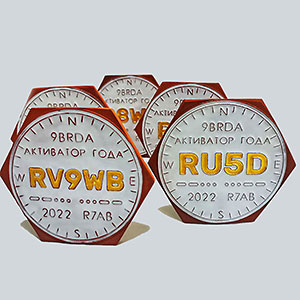 N
9BRDA
АКТИВАТОР ГОДА
W RV9WB E
2022 R7AB
S
N
9BRDA
АКТИВАТОР ГОДА
W RU5D E
2022 R7AB
S